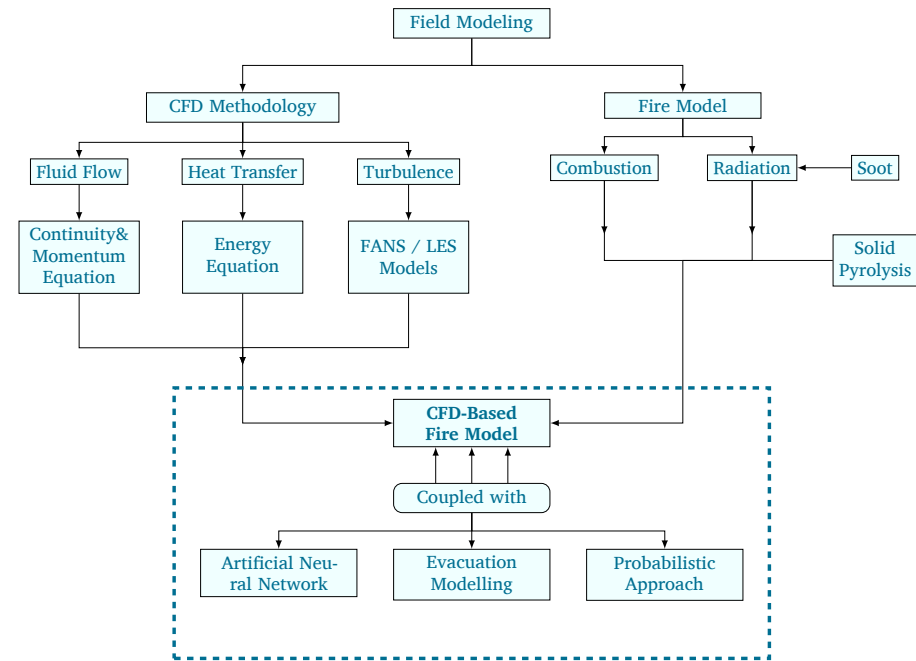 Field Modeling
CFD Methodology
Fire Model
Fluid Flow
Heat Transfer
Turbulence
Combustion
Radiation
Soot
Continuity&
Momentum
Equation
Energy
Equation
FANS / LES
Models
Solid
Pyrolysis
CFD-Based
Fire Model
Coupled with
Artificial Neu-
ral Network
Evacuation
Modelling
Probabilistic
Approach